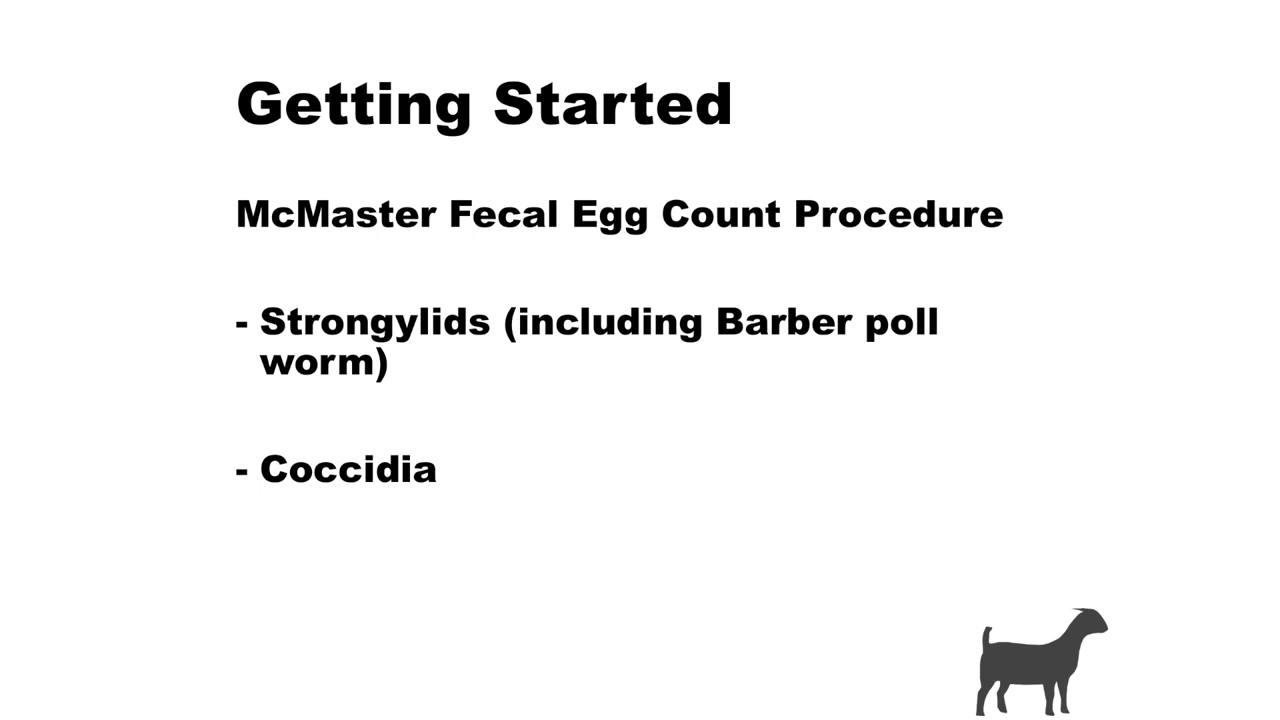 Getting Started
McMaster Fecal Egg Count Procedure
- Strongylids (including Barber poll
worm)
- Coccidia